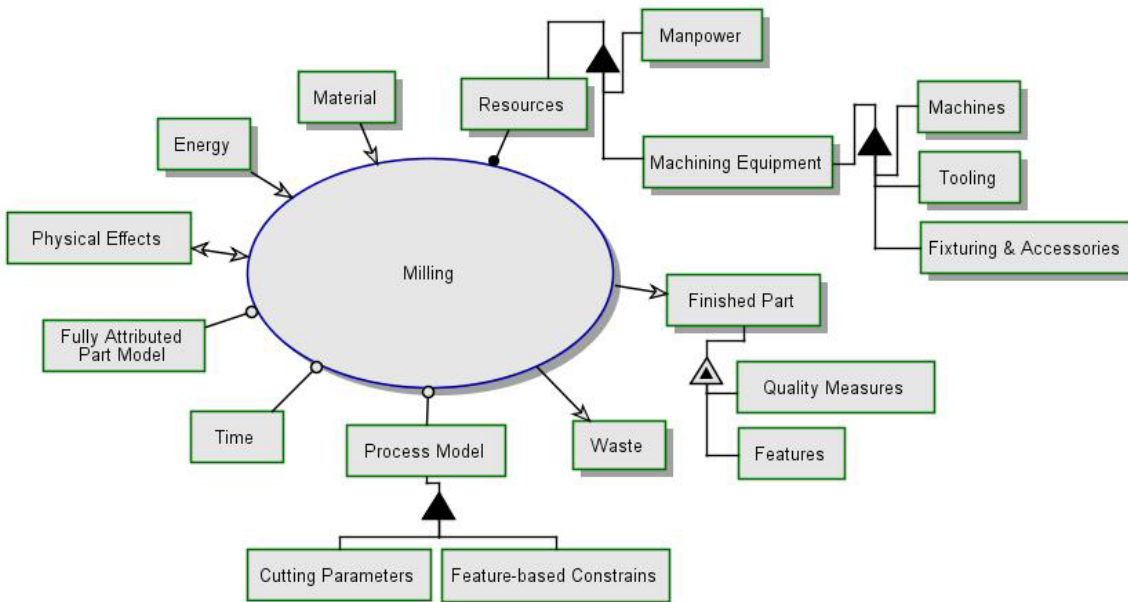 Manpower
Material
Resources
Machines
Energy
Machining Equipment
Tooling
Physical Effects
Fixturing & Accessories
Milling
Finished Part
Fully Attributed
Part Model
Quality Measures
Time
Process Model
Waste
Features
Cutting Parameters
Feature-based Constrains